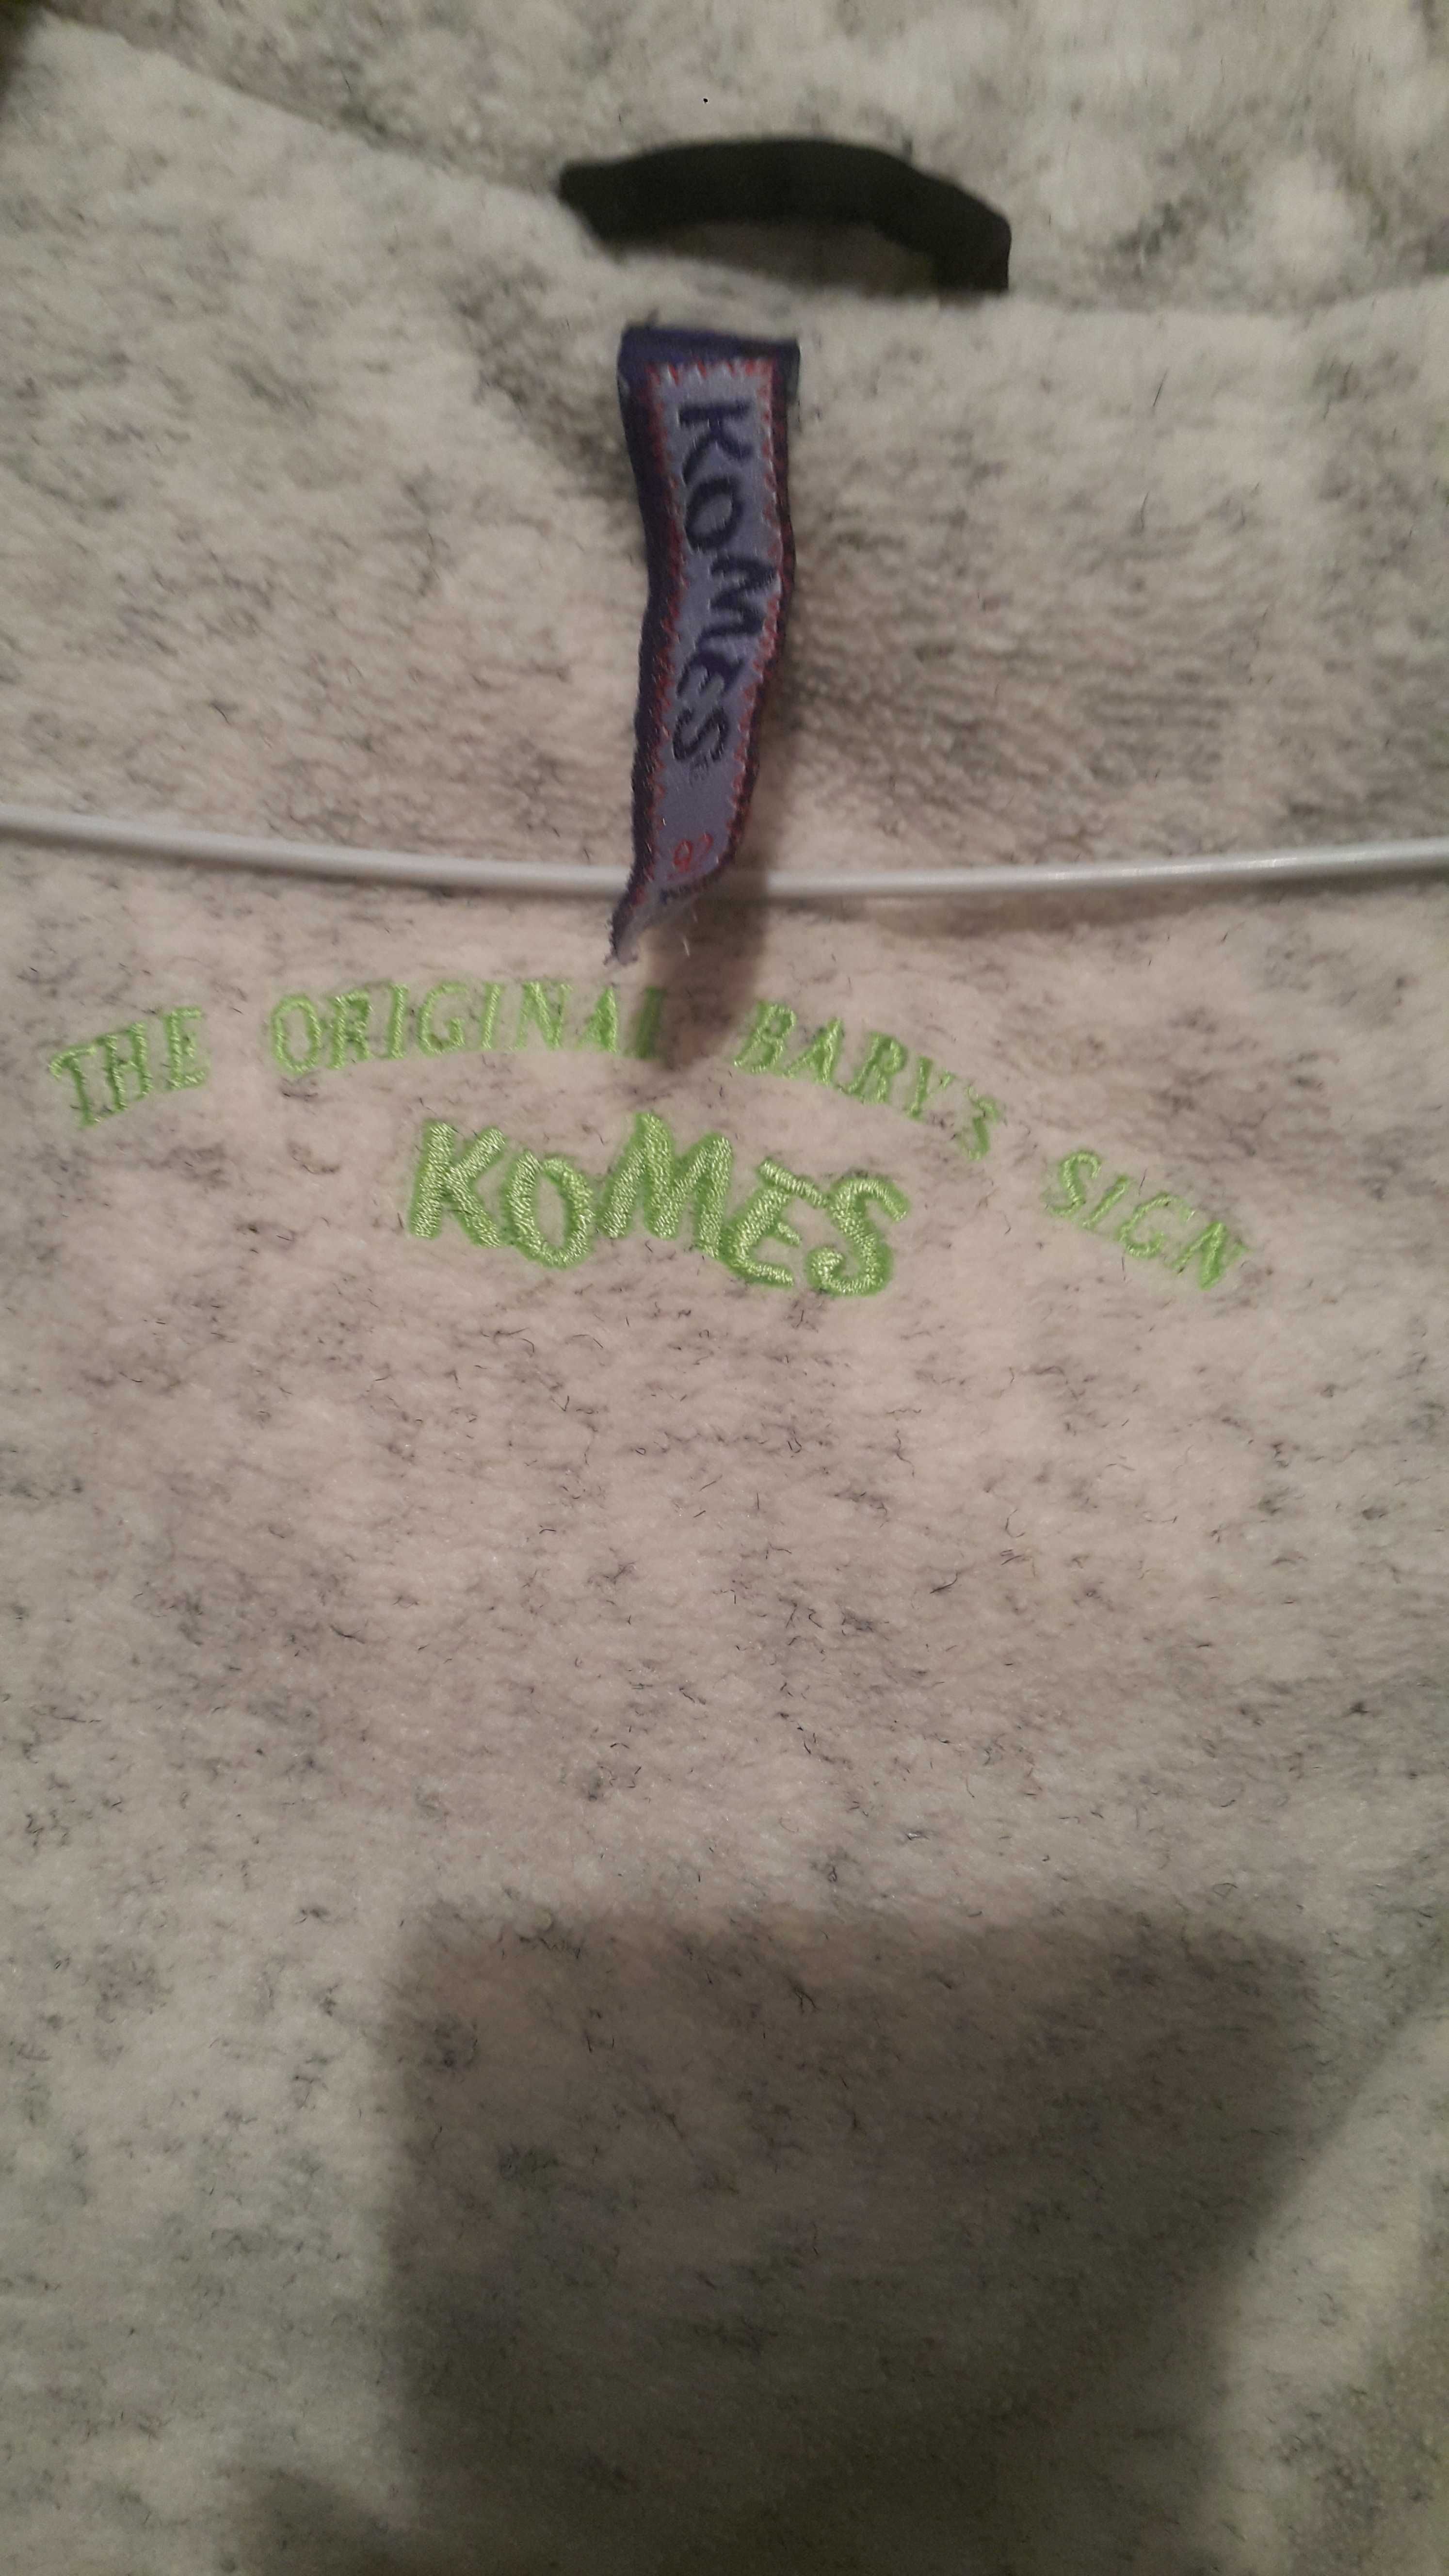 KOMES
THE ORIGINAL BABY'S SIGN
KOMES